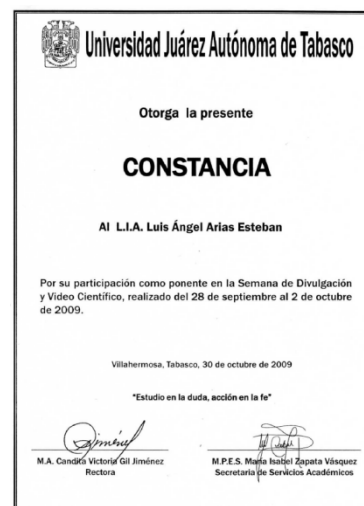 Universidad Juárez Autónoma de Tabasco
Otorga la presente
CONSTANCIA
Al L.I.A. Luis Ángel Arias Esteban
Por su participación como ponente en la Semana de Divulgación
y Video Científico, realizado del 28 de septiembre al 2 de octubre
de 2009.
Villahermosa, Tabasco, 30 de octubre de 2009
"Estudio en la duda, acción en la fe"
M.A. Candita Victoria Gil Jiménez
Rectora
M.P.E.S. María Isabel Zapata Vásquez
Secretaria de Servicios Académicos